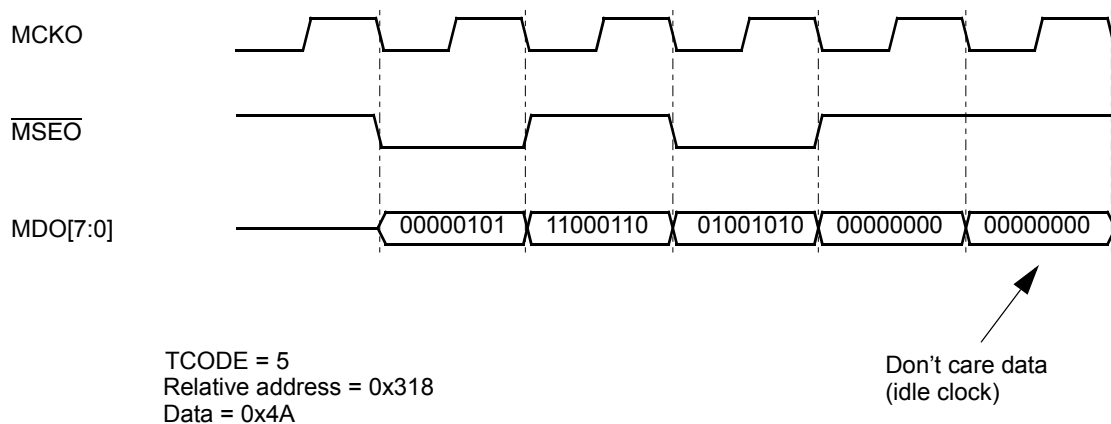 MCKO
MSEO
MDO[7:0]
00000101 11000110 01001010 00000000 00000000
TCODE = 5
Relative address = 0x318
Data = 0x4A
Don't care data
(idle clock)